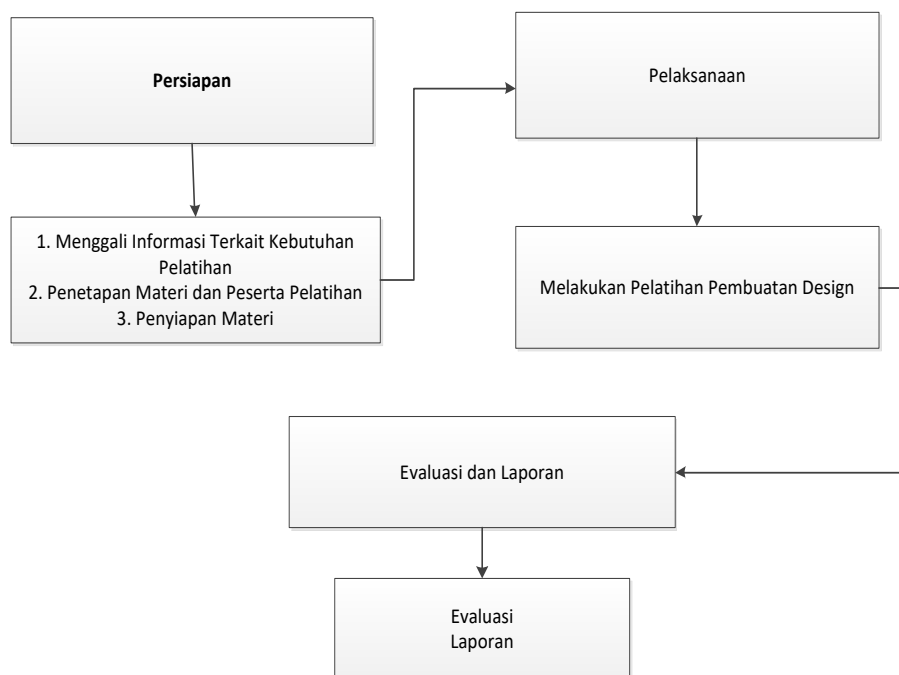 Persiapan
1. Menggali Informasi Terkait Kebutuhan
Pelatihan
2. Penetapan Materi dan Peserta Pelatihan
3. Penyiapan Materi
Pelaksanaan
Melakukan Pelatihan Pembuatan Design
Evaluasi dan Laporan
Evaluasi
Laporan